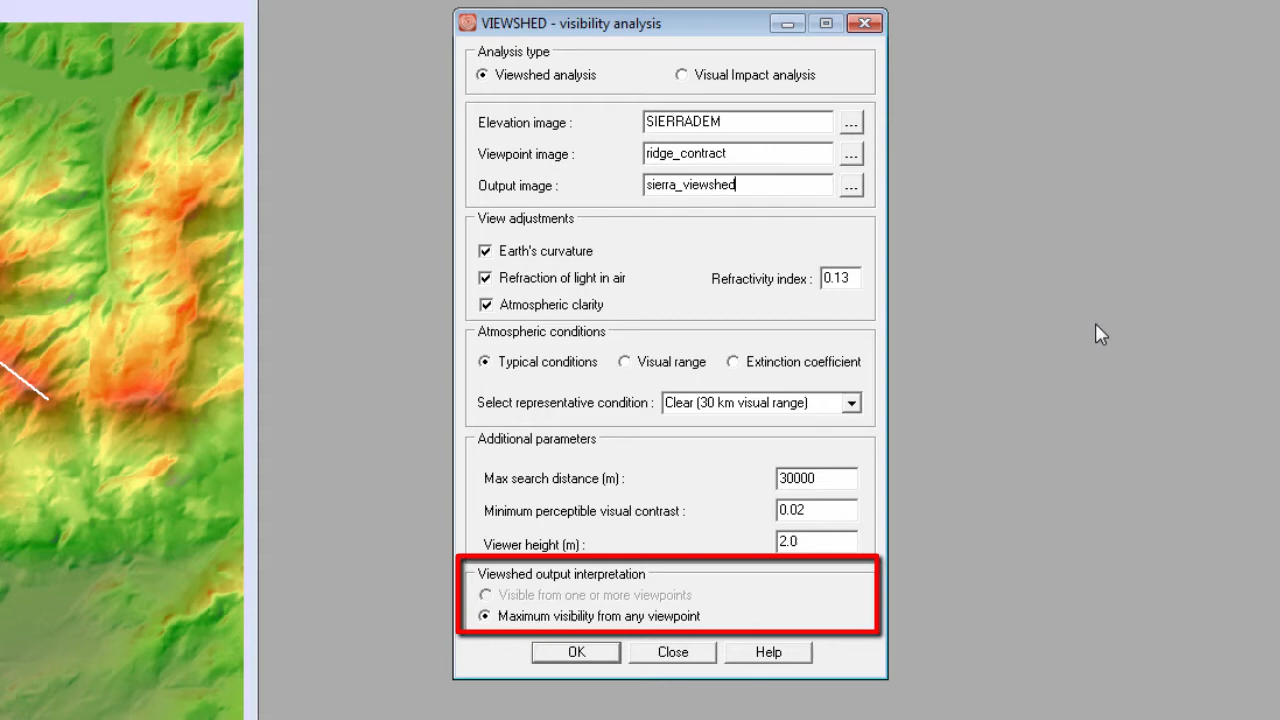 VIEWSHED - visibility analysis
Analysis type
Viewshed analysis Visual Impact analysis
Elevation image : SIERRADEM ...
Viewpoint image : ridge_contract ...
Output image : sierra_viewshed ...
View adjustments
Earth's curvature
Refraction of light in air Refractivity index : 0.13
Atmospheric clarity
Atmospheric conditions
Typical conditions Visual range Extinction coefficient
Select representative condition : Clear (30 km visual range)
Additional parameters
Max search distance (m) : 30000
Minimum perceptible visual contrast : 0.02
Viewer height (m) : 2.0
Viewshed output interpretation
Visible from one or more viewpoints
Maximum visibility from any viewpoint
OK Close Help